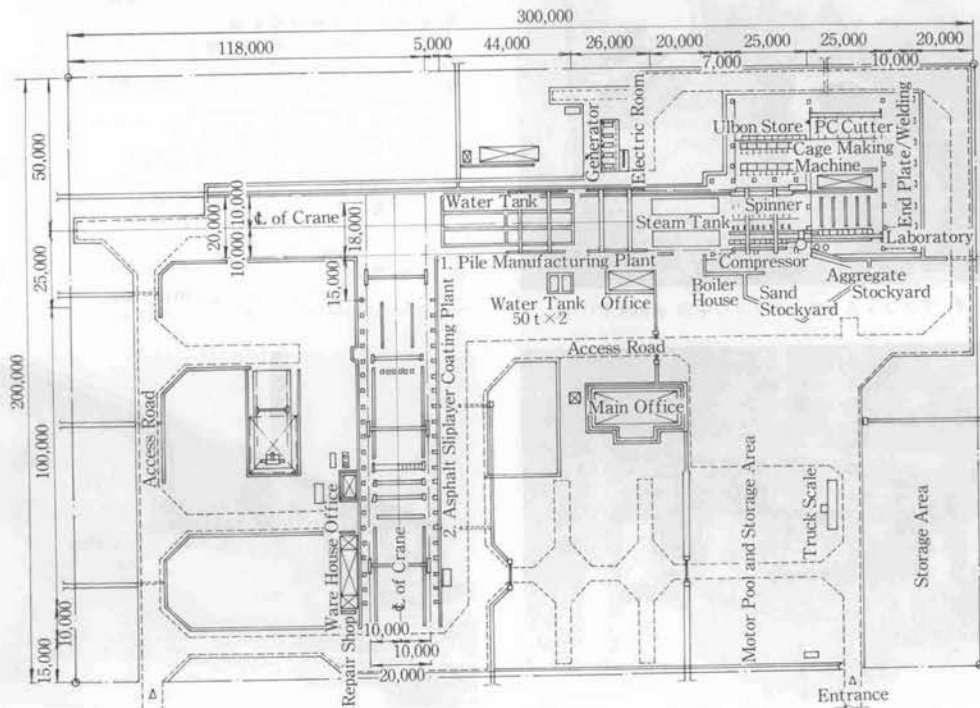 300,000
118,000
5,000
44,000
26,000
20,000
25,000
25,000
20,000
7,000
10,000
200,000
50,000
25,000
100,000
15,000
10,000
20,000
10,000
10,000
℄ of Crane
18,000
15,000
Generator
Electric Room
Ulbon Store
PC Cutter
Cage Making
Machine
End Plate/Welding
Water Tank
Steam Tank
Spinner
Laboratory
1. Pile Manufacturing Plant
Compressor
Water Tank
50 t×2
Office
Boiler
House
Sand
Stockyard
Aggregate
Stockyard
Access Road
Access Road
Main Office
2. Asphalt Sliplayer Coating Plant
Ware House Office
Repair Shop
℄ of Crane
10,000
10,000
20,000
Motor Pool and Storage Area
Truck Scale
Storage Area
Entrance